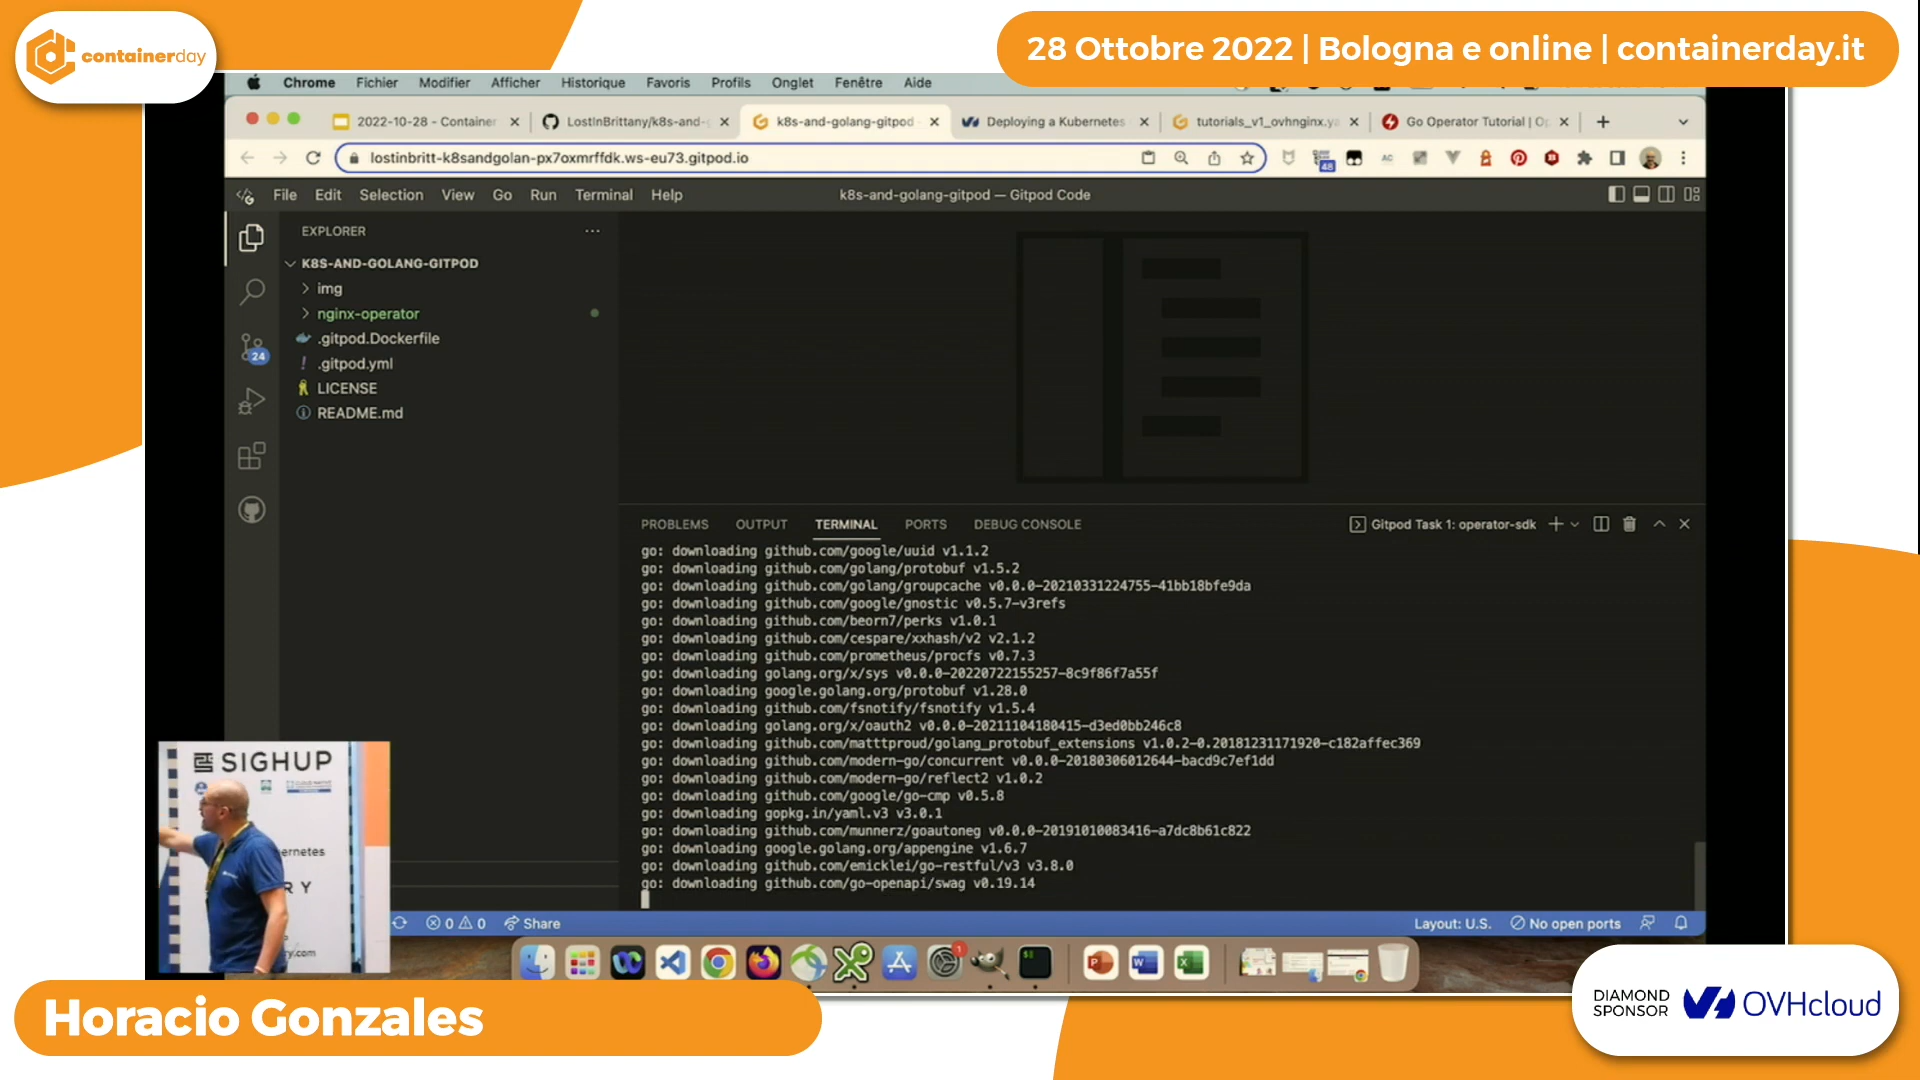 containerday
28 Ottobre 2022 | Bologna e online | containerday.it
Chrome Fichier Modifier Afficher Historique Favoris Profils Onglet Fenêtre Aide
2022-10-28 - Container
LostInBrittany/k8s-and-g
k8s-and-golang-gitpod
Deploying a Kubernetes
tutorials_v1_ovhnginx.ya
Go Operator Tutorial | Op
lostinbritt-k8sandgolan-px7oxmrffdk.ws-eu73.gitpod.io
48
AC
File Edit Selection View Go Run Terminal Help
k8s-and-golang-gitpod — Gitpod Code
EXPLORER
K8S-AND-GOLANG-GITPOD
img
nginx-operator
.gitpod.Dockerfile
24
! .gitpod.yml
LICENSE
README.md
PROBLEMS OUTPUT TERMINAL PORTS DEBUG CONSOLE
Gitpod Task 1: operator-sdk
go: downloading github.com/google/uuid v1.1.2
go: downloading github.com/golang/protobuf v1.5.2
go: downloading github.com/golang/groupcache v0.0.0-20210331224755-41bb18bfe9da
go: downloading github.com/google/gnostic v0.5.7-v3refs
go: downloading github.com/beorn7/perks v1.0.1
go: downloading github.com/cespare/xxhash/v2 v2.1.2
go: downloading github.com/prometheus/procfs v0.7.3
go: downloading golang.org/x/sys v0.0.0-20220722155257-8c9f86f7a55f
go: downloading google.golang.org/protobuf v1.28.0
go: downloading github.com/fsnotify/fsnotify v1.5.4
go: downloading golang.org/x/oauth2 v0.0.0-20211104180415-d3ed0bb246c8
go: downloading github.com/matttproud/golang_protobuf_extensions v1.0.2-0.20181231171920-c182affec369
go: downloading github.com/modern-go/concurrent v0.0.0-20180306012644-bacd9c7ef1dd
go: downloading github.com/modern-go/reflect2 v1.0.2
go: downloading github.com/google/go-cmp v0.5.8
go: downloading gopkg.in/yaml.v3 v3.0.1
go: downloading github.com/munnerz/goautoneg v0.0.0-20191010083416-a7dc8b61c822
go: downloading google.golang.org/appengine v1.6.7
go: downloading github.com/emicklei/go-restful/v3 v3.8.0
go: downloading github.com/go-openapi/swag v0.19.14
SIGHUP
ernetes
R Y
0 0 Share
Layout: U.S. No open ports
1
Horacio Gonzales
DIAMOND
SPONSOR
OVHcloud